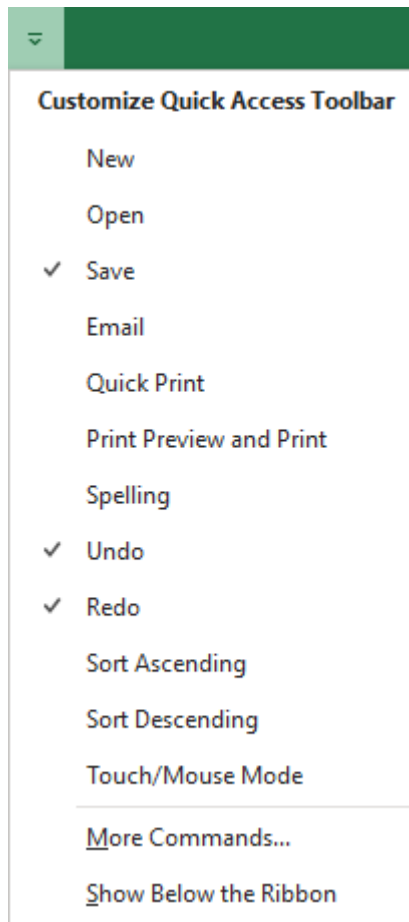 Customize Quick Access Toolbar
New
Open
Save
Email
Quick Print
Print Preview and Print
Spelling
Undo
Redo
Sort Ascending
Sort Descending
Touch/Mouse Mode
More Commands...
Show Below the Ribbon